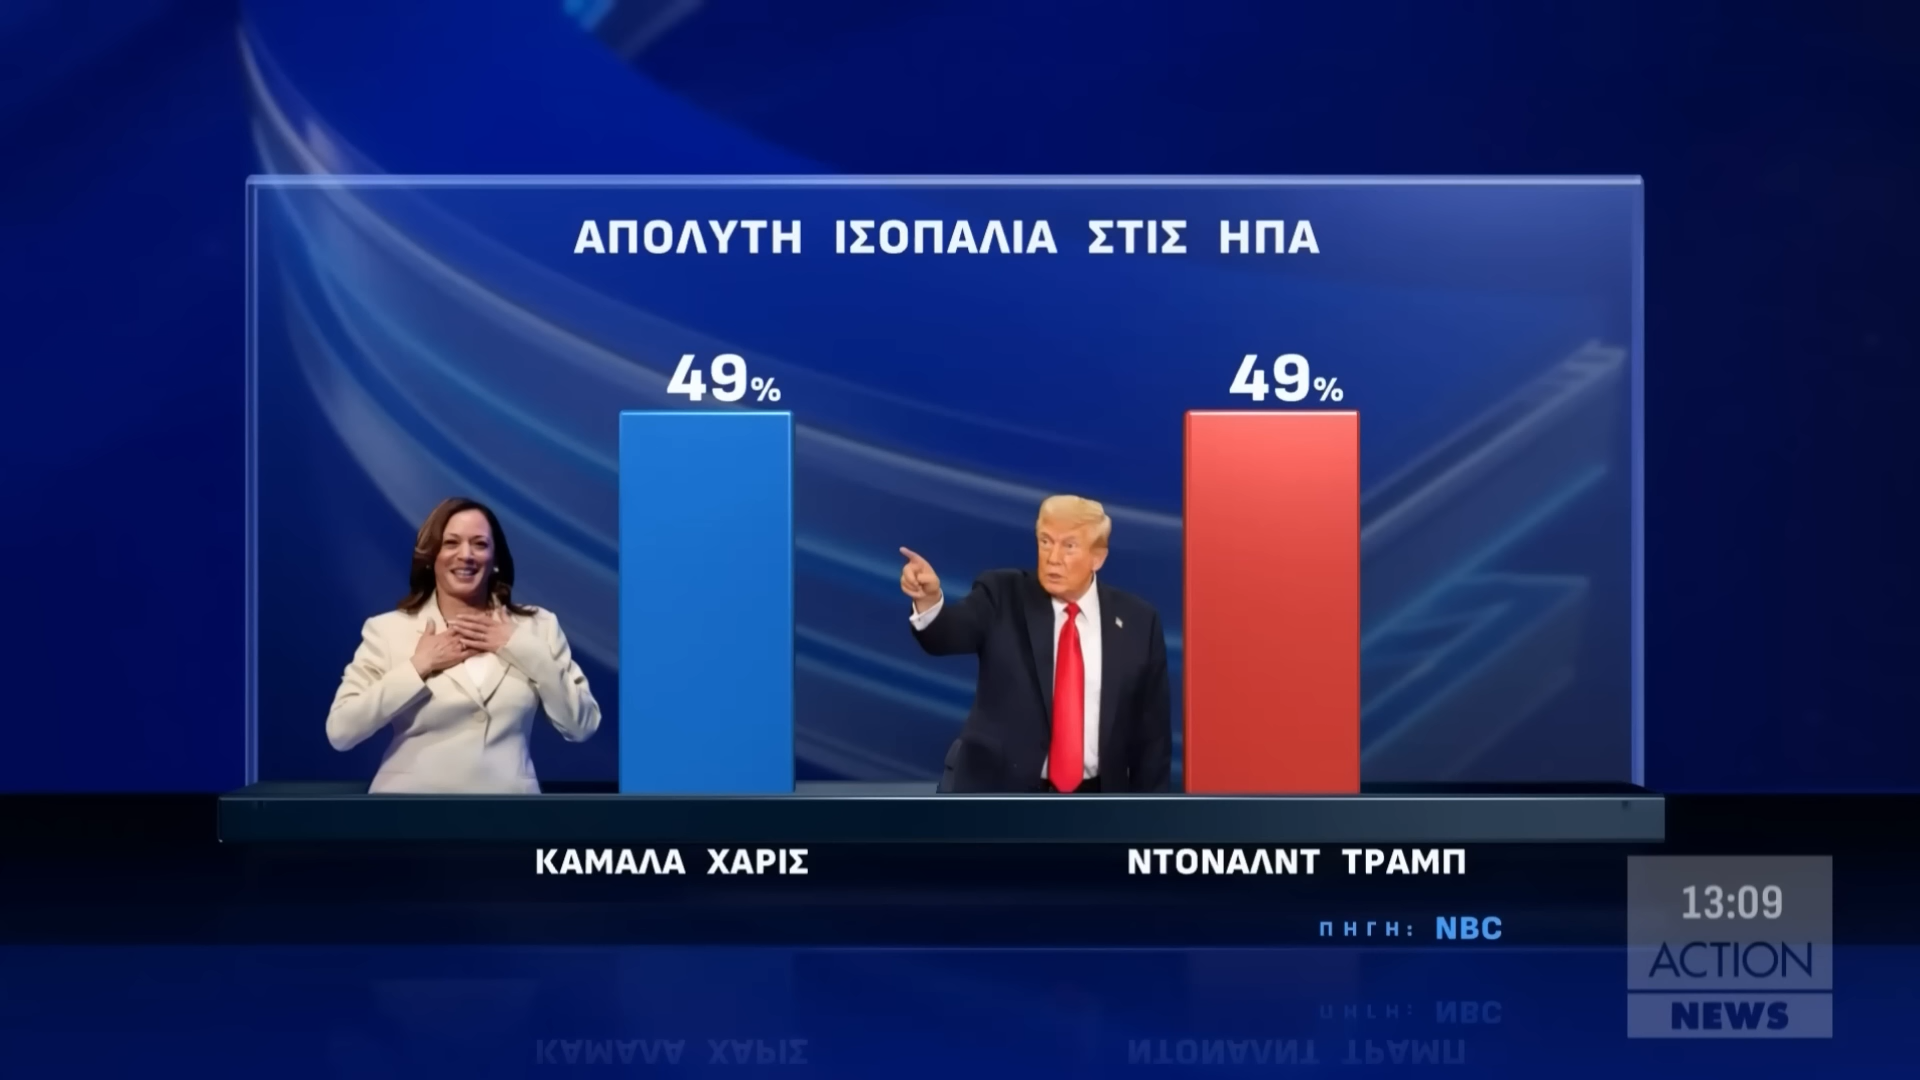 ΑΠΟΛΥΤΗ ΙΣΟΠΑΛΙΑ ΣΤΙΣ ΗΠΑ
49% 49%
ΚΑΜΑΛΑ ΧΑΡΙΣ ΝΤΟΝΑΛΝΤ ΤΡΑΜΠ
ΠΗΓΗ: NBC
13:09
ACTION
NEWS